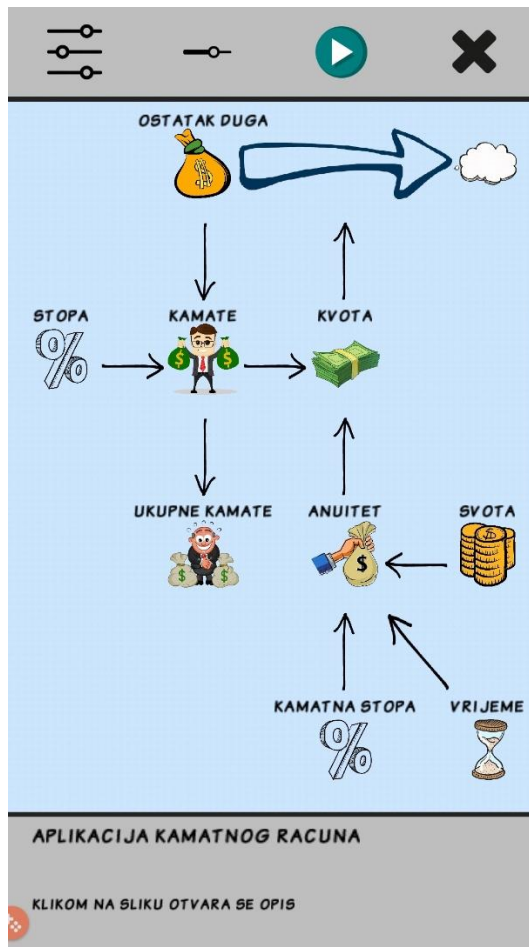 OSTATAK DUGA
STOPA KAMATE KVOTA
UKUPNE KAMATE ANUITET SVOTA
KAMATNA STOPA VRIJEME
APLIKACIJA KAMATNOG RACUNA
KLIKOM NA SLIKU OTVARA SE OPIS